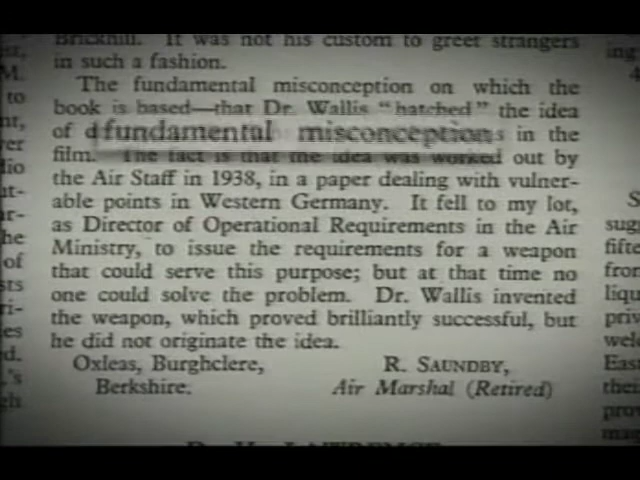 Brickhill. It was not his custom to greet strangers
in such a fashion.
The fundamental misconception on which the
book is based—that Dr. Wallis "hatched" the idea
of d fundamental misconception s in the
film. The fact is that the idea was worked out by
the Air Staff in 1938, in a paper dealing with vulner-
able points in Western Germany. It fell to my lot,
as Director of Operational Requirements in the Air
Ministry, to issue the requirements for a weapon
that could serve this purpose; but at that time no
one could solve the problem. Dr. Wallis invented
the weapon, which proved brilliantly successful, but
he did not originate the idea.
Oxleas, Burghclere, R. SAUNDBY,
Berkshire. Air Marshal (Retired)
LAWRENCE